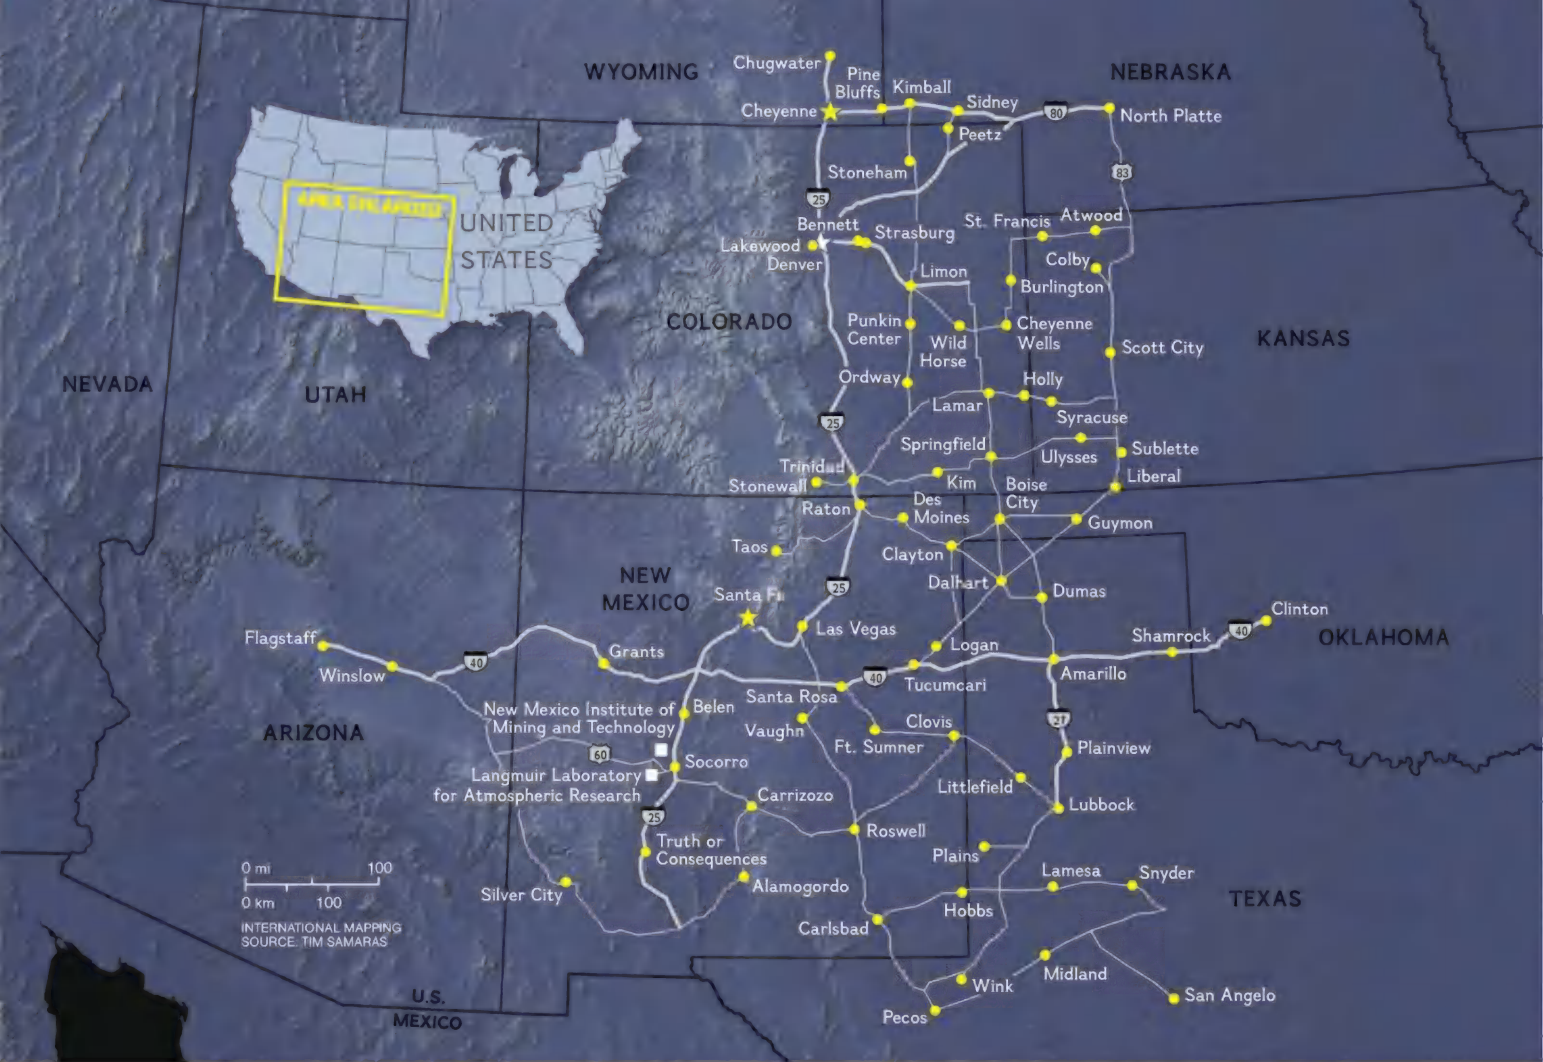 WYOMING
NEBRASKA
Chugwater
Pine
Bluffs
Kimball
Cheyenne
Sidney
80
North Platte
Peetz
Stoneham
83
25
AREA ENLARGED
UNITED
STATES
Bennett
Strasburg
St. Francis
Atwood
Lakewood
Denver
Colby
Limon
Burlington
COLORADO
Punkin
Center
Wild
Horse
Cheyenne
Wells
Scott City
KANSAS
NEVADA
UTAH
Ordway
Holly
Lamar
Syracuse
25
Springfield
Ulysses
Sublette
Trinidad
Stonewall
Kim
Boise
City
Liberal
Raton
Des
Moines
Guymon
Taos
Clayton
NEW
MEXICO
25
Dalhart
Dumas
Santa Fe
Las Vegas
Clinton
Flagstaff
40
Grants
Logan
Shamrock
40
OKLAHOMA
Winslow
Santa Rosa
40
Tucumcari
Amarillo
New Mexico Institute of
Mining and Technology
Belen
Vaughn
Ft. Sumner
Clovis
27
ARIZONA
60
Plainview
Langmuir Laboratory
for Atmospheric Research
Socorro
Littlefield
Carrizozo
Lubbock
25
Roswell
Truth or
Consequences
Plains
0 mi
100
0 km
100
Silver City
Alamogordo
Lamesa
Snyder
TEXAS
Hobbs
INTERNATIONAL MAPPING
SOURCE: TIM SAMARAS
Carlsbad
Midland
Wink
San Angelo
Pecos
U.S.
MEXICO